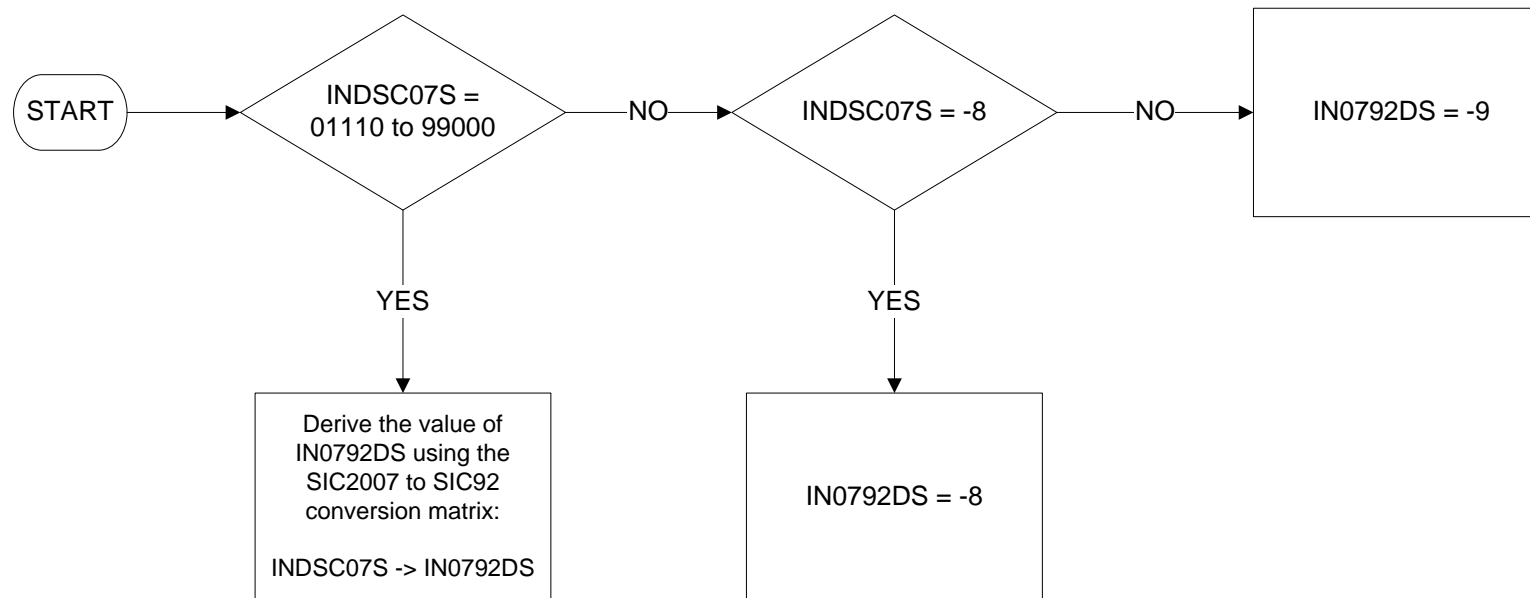 START
INDSC07S =
01110 to 99000
NO
INDSC07S = -8
NO
IN0792DS = -9
YES
YES
Derive the value of
IN0792DS using the
SIC2007 to SIC92
conversion matrix:
INDSC07S -> IN0792DS
IN0792DS = -8